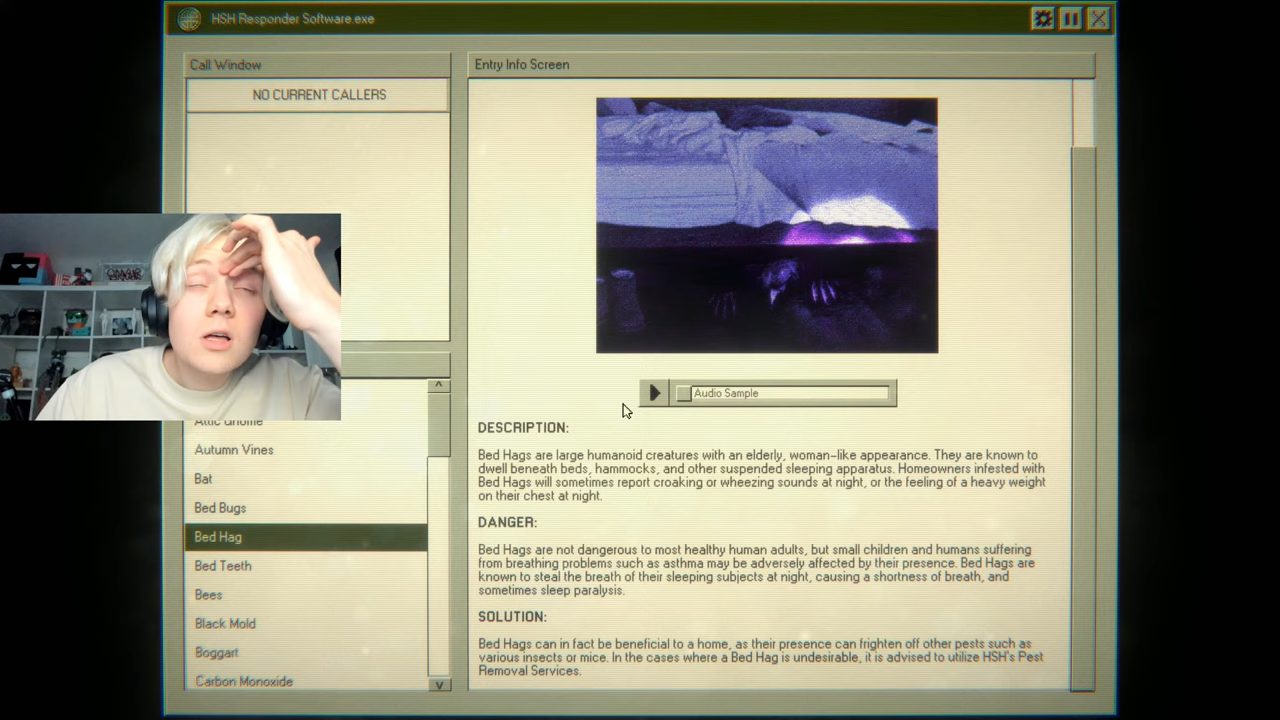 HSH Responder Software.exe
Call Window
NO CURRENT CALLERS
Attic Gnome
Autumn Vines
Bat
Bed Bugs
Bed Hag
Bed Teeth
Bees
Black Mold
Boggart
Carbon Monoxide
Entry Info Screen
Audio Sample
DESCRIPTION:
Bed Hags are large humanoid creatures with an elderly, woman-like appearance. They are known to
dwell beneath beds, hammocks, and other suspended sleeping apparatus. Homeowners infested with
Bed Hags will sometimes report croaking or wheezing sounds at night, or the feeling of a heavy weight
on their chest at night.
DANGER:
Bed Hags are not dangerous to most healthy human adults, but small children and humans suffering
from breathing problems such as asthma may be adversely affected by their presence. Bed Hags are
known to steal the breath of their sleeping subjects at night, causing a shortness of breath, and
sometimes sleep paralysis.
SOLUTION:
Bed Hags can in fact be beneficial to a home, as their presence can frighten off other pests such as
various insects or mice. In the cases where a Bed Hag is undesirable, it is advised to utilize HSH's Pest
Removal Services.